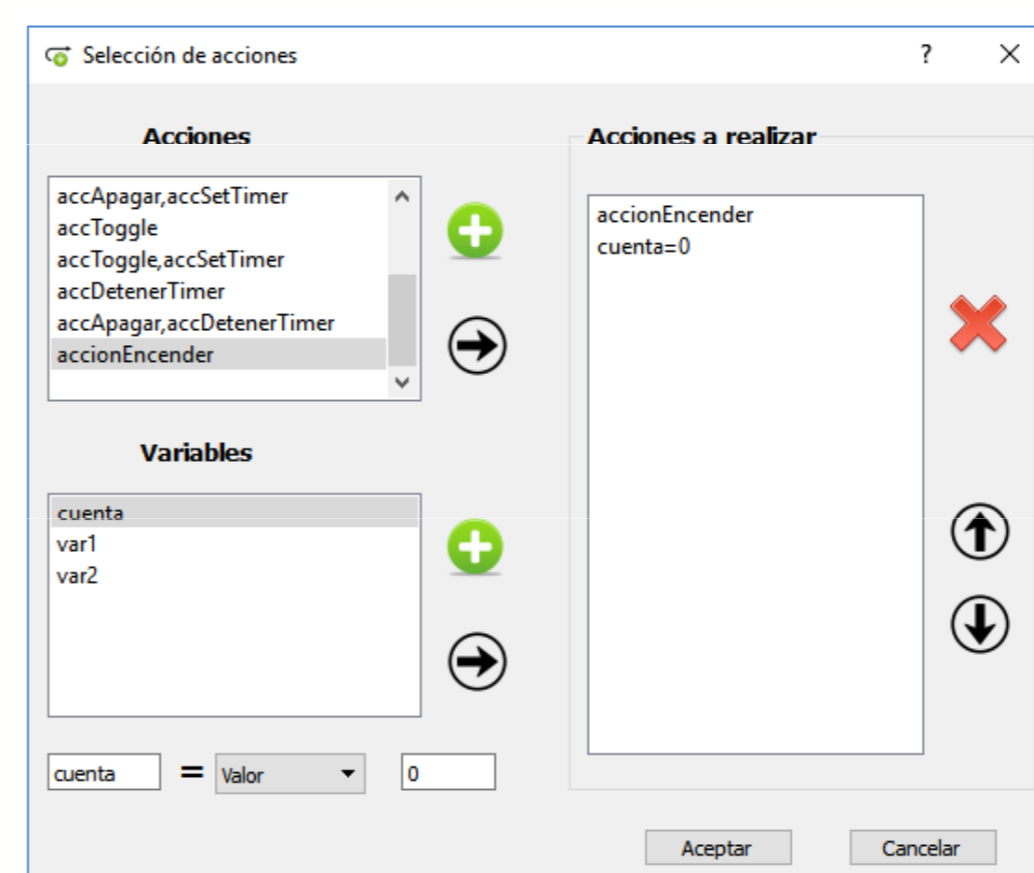 Selección de acciones
?
Acciones
accApagar,accSetTimer
accToggle
accToggle,accSetTimer
accDetenerTimer
accApagar,accDetenerTimer
accionEncender
Variables
cuenta
var1
var2
cuenta = Valor 0
Acciones a realizar
accionEncender
cuenta=0
Aceptar
Cancelar